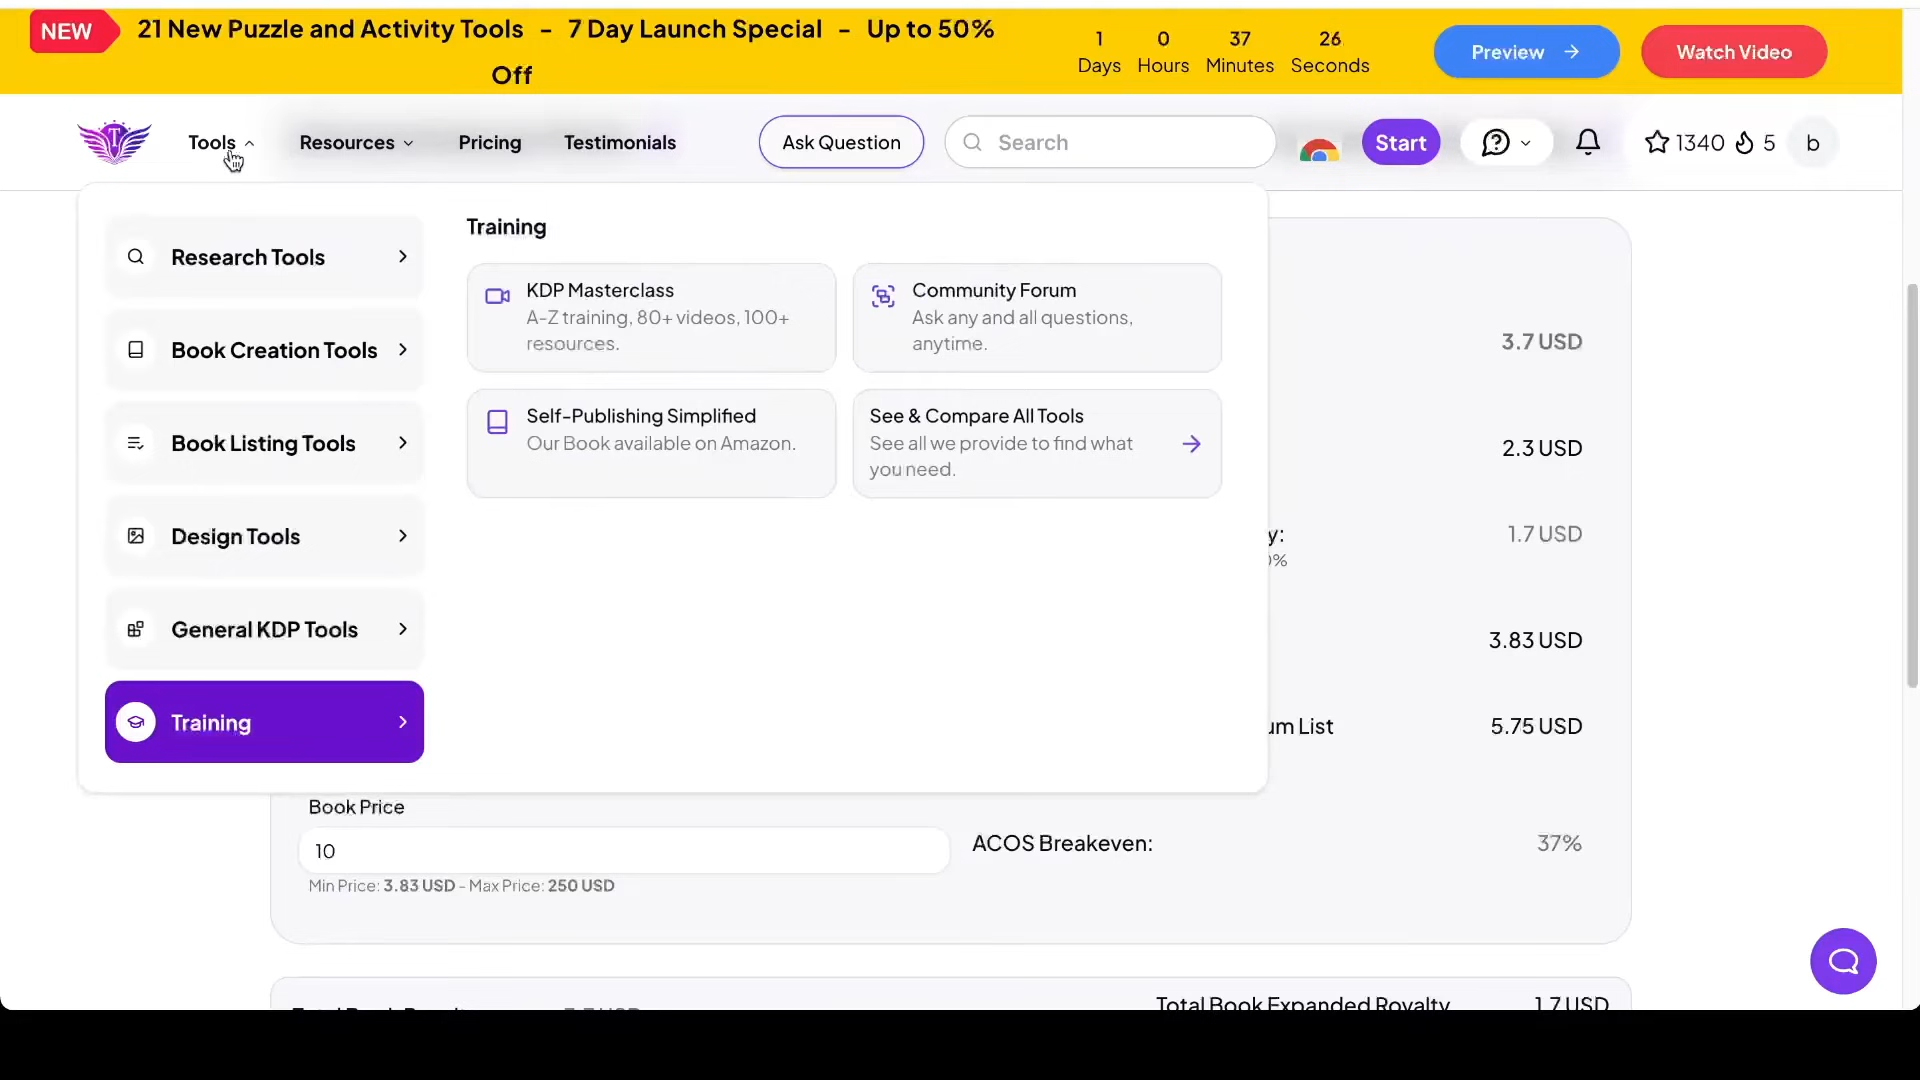 NEW
21 New Puzzle and Activity Tools - 7 Day Launch Special - Up to 50%
Off
1 0 37 26
Days Hours Minutes Seconds
Preview
Watch Video
T
Tools
Resources
Pricing
Testimonials
Ask Question
Search
Start
1340
5
b
Research Tools
Book Creation Tools
Book Listing Tools
Design Tools
General KDP Tools
Training
Training
KDP Masterclass
A-Z training, 80+ videos, 100+
resources.
Community Forum
Ask any and all questions,
anytime.
Self-Publishing Simplified
Our Book available on Amazon.
See & Compare All Tools
See all we provide to find what
you need.
3.7 USD
2.3 USD
y: 1.7 USD
0%
3.83 USD
um List 5.75 USD
Book Price
10
Min Price: 3.83 USD - Max Price: 250 USD
ACOS Breakeven: 37%
Total Book Expanded Royalty 1.7 USD